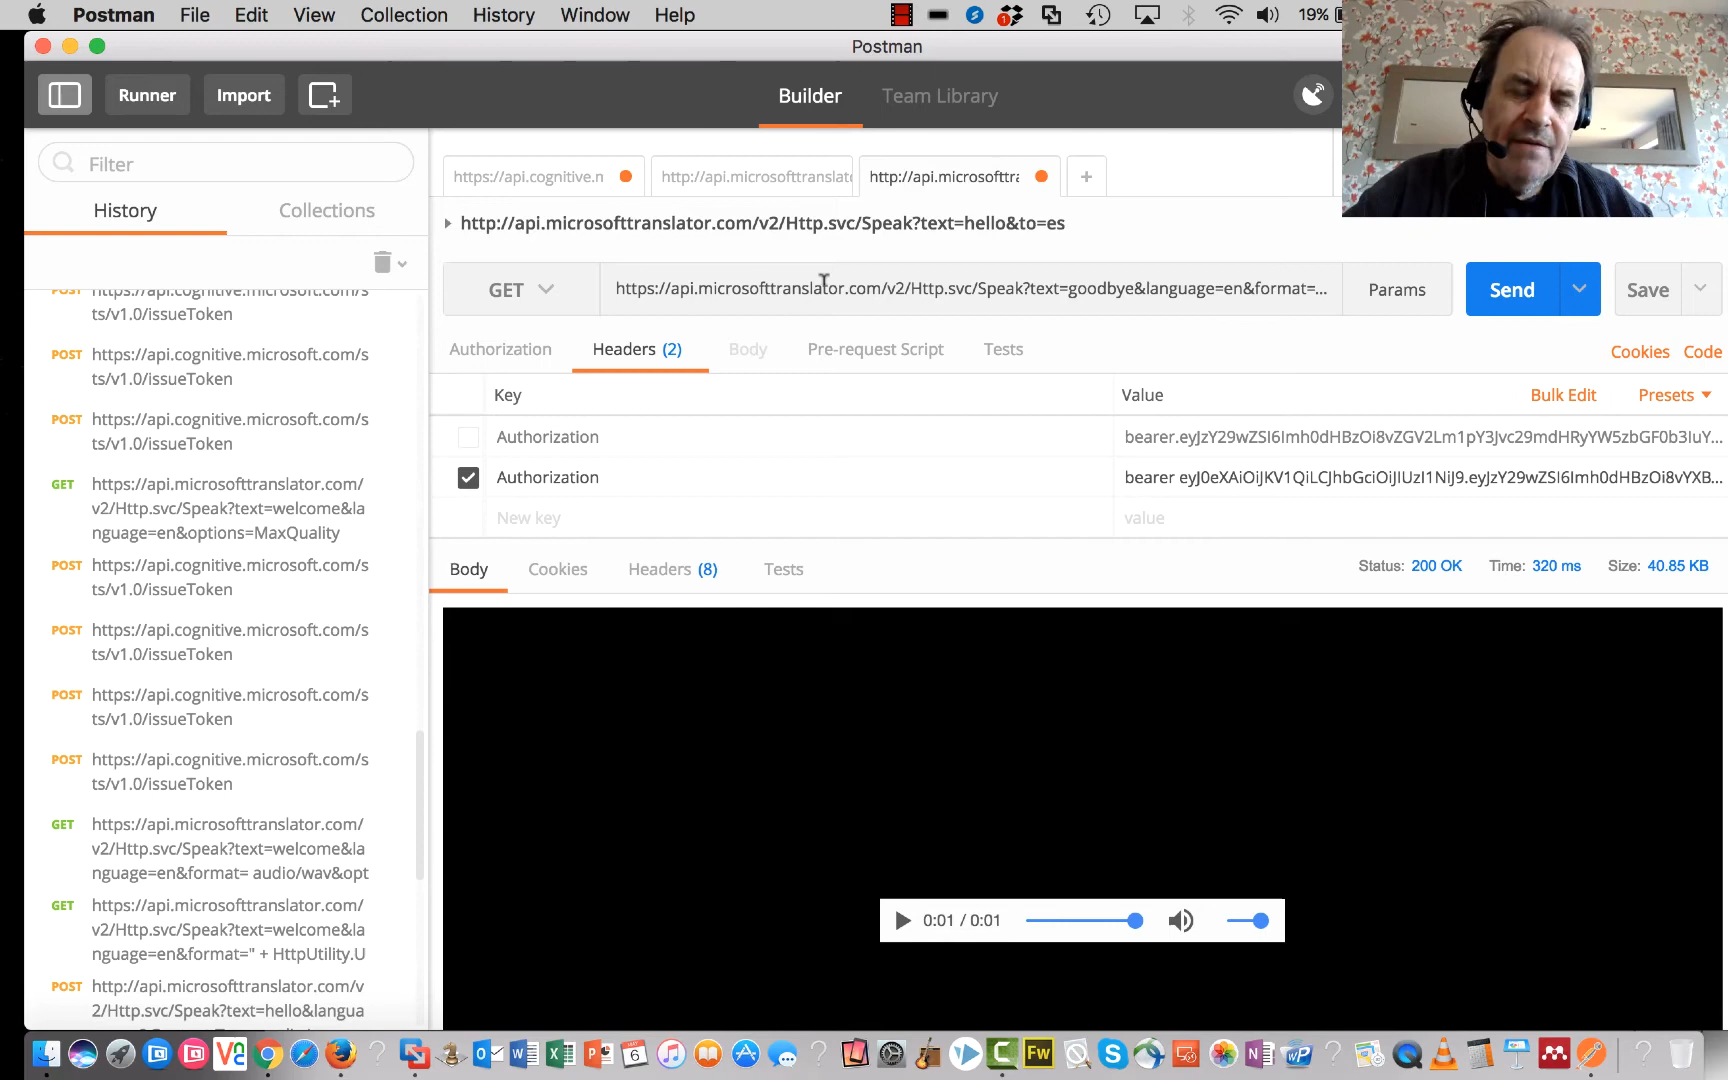 Postman File Edit View Collection History Window Help 19%
Postman
Runner Import Builder Team Library
Filter
History Collections
https://api.cognitive.microsoft.com/s
ts/v1.0/issueToken
POST https://api.cognitive.microsoft.com/s
ts/v1.0/issueToken
POST https://api.cognitive.microsoft.com/s
ts/v1.0/issueToken
GET https://api.microsofttranslator.com/
v2/Http.svc/Speak?text=welcome&la
nguage=en&options=MaxQuality
POST https://api.cognitive.microsoft.com/s
ts/v1.0/issueToken
POST https://api.cognitive.microsoft.com/s
ts/v1.0/issueToken
POST https://api.cognitive.microsoft.com/s
ts/v1.0/issueToken
POST https://api.cognitive.microsoft.com/s
ts/v1.0/issueToken
GET https://api.microsofttranslator.com/
v2/Http.svc/Speak?text=welcome&la
nguage=en&format= audio/wav&opt
GET https://api.microsofttranslator.com/
v2/Http.svc/Speak?text=welcome&la
nguage=en&format=" + HttpUtility.U
POST http://api.microsofttranslator.com/v
2/Http.svc/Speak?text=hello&langua
https://api.cognitive.n http://api.microsofttranslat http://api.microsofttra +
http://api.microsofttranslator.com/v2/Http.svc/Speak?text=hello&to=es
GET https://api.microsofttranslator.com/v2/Http.svc/Speak?text=goodbye&language=en&format=... Params Send Save
Authorization Headers (2) Body Pre-request Script Tests Cookies Code
Key Value Bulk Edit Presets
Authorization
Authorization
New key value
Body Cookies Headers (8) Tests Status: 200 OK Time: 320 ms Size: 40.85 KB
0:01 / 0:01
MAY
6
Fw